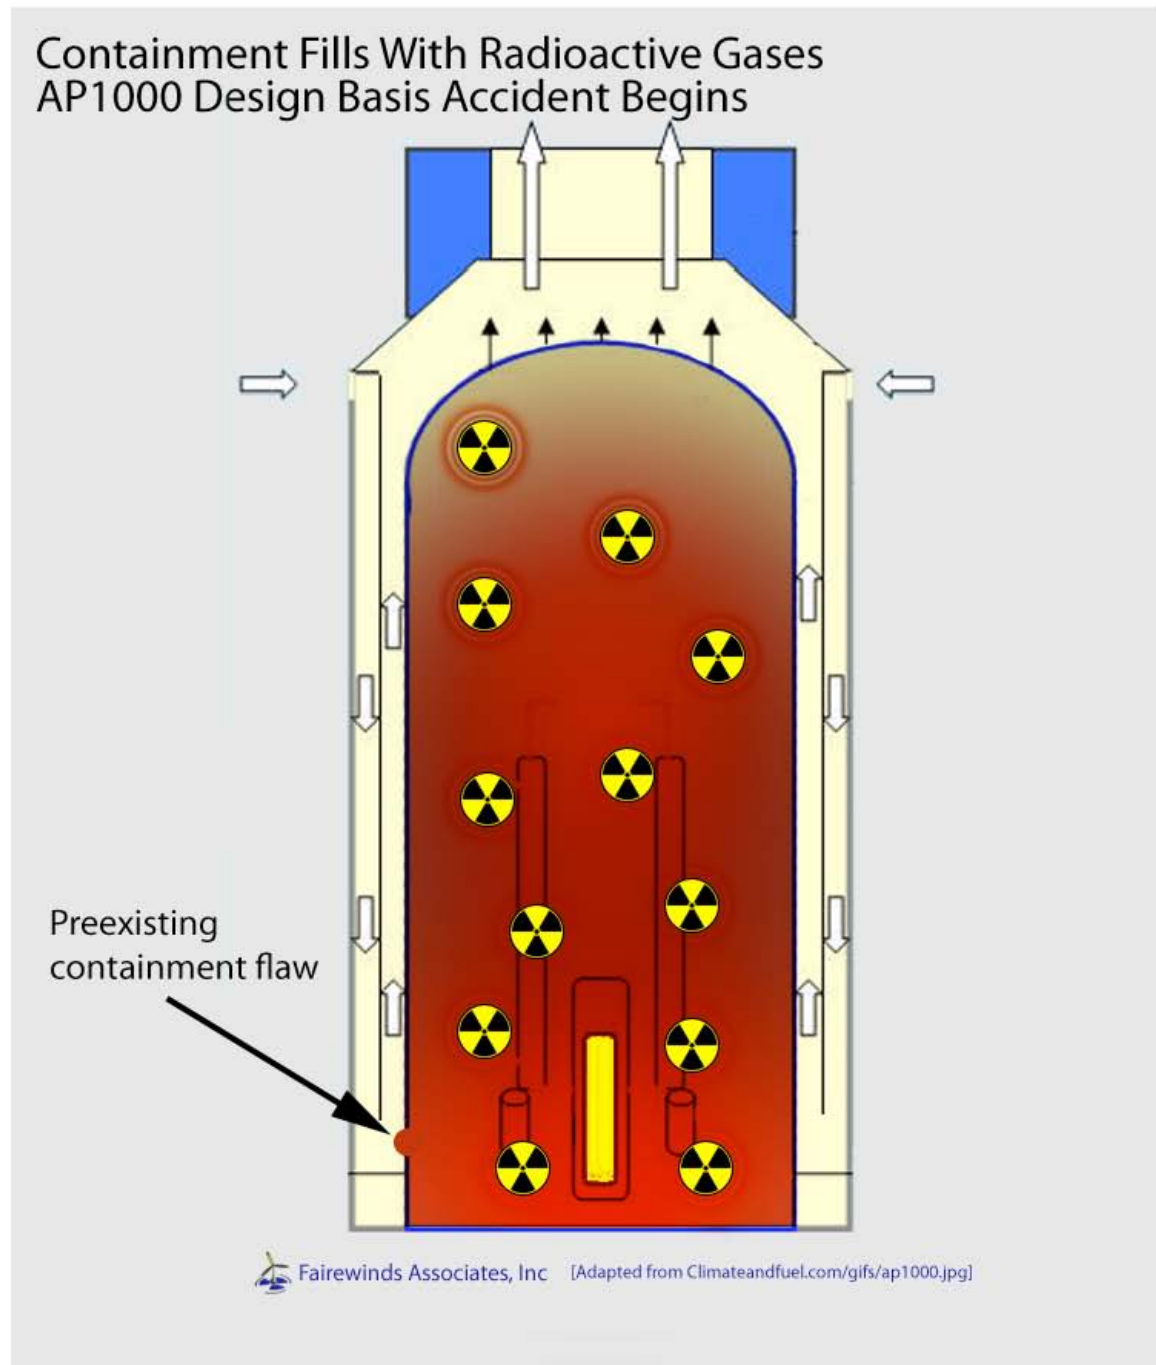 Containment Fills With Radioactive Gases
AP1000 Design Basis Accident Begins
Preexisting
containment flaw
Fairewinds Associates, Inc [Adapted from Climateandfuel.com/gifs/ap1000.jpg]